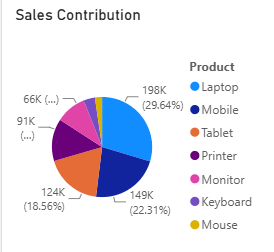 Sales Contribution
Product
Laptop
Mobile
Tablet
Printer
Monitor
Keyboard
Mouse
198K
(29.64%)
149K
(22.31%)
124K
(18.56%)
91K
(...)
66K (...)